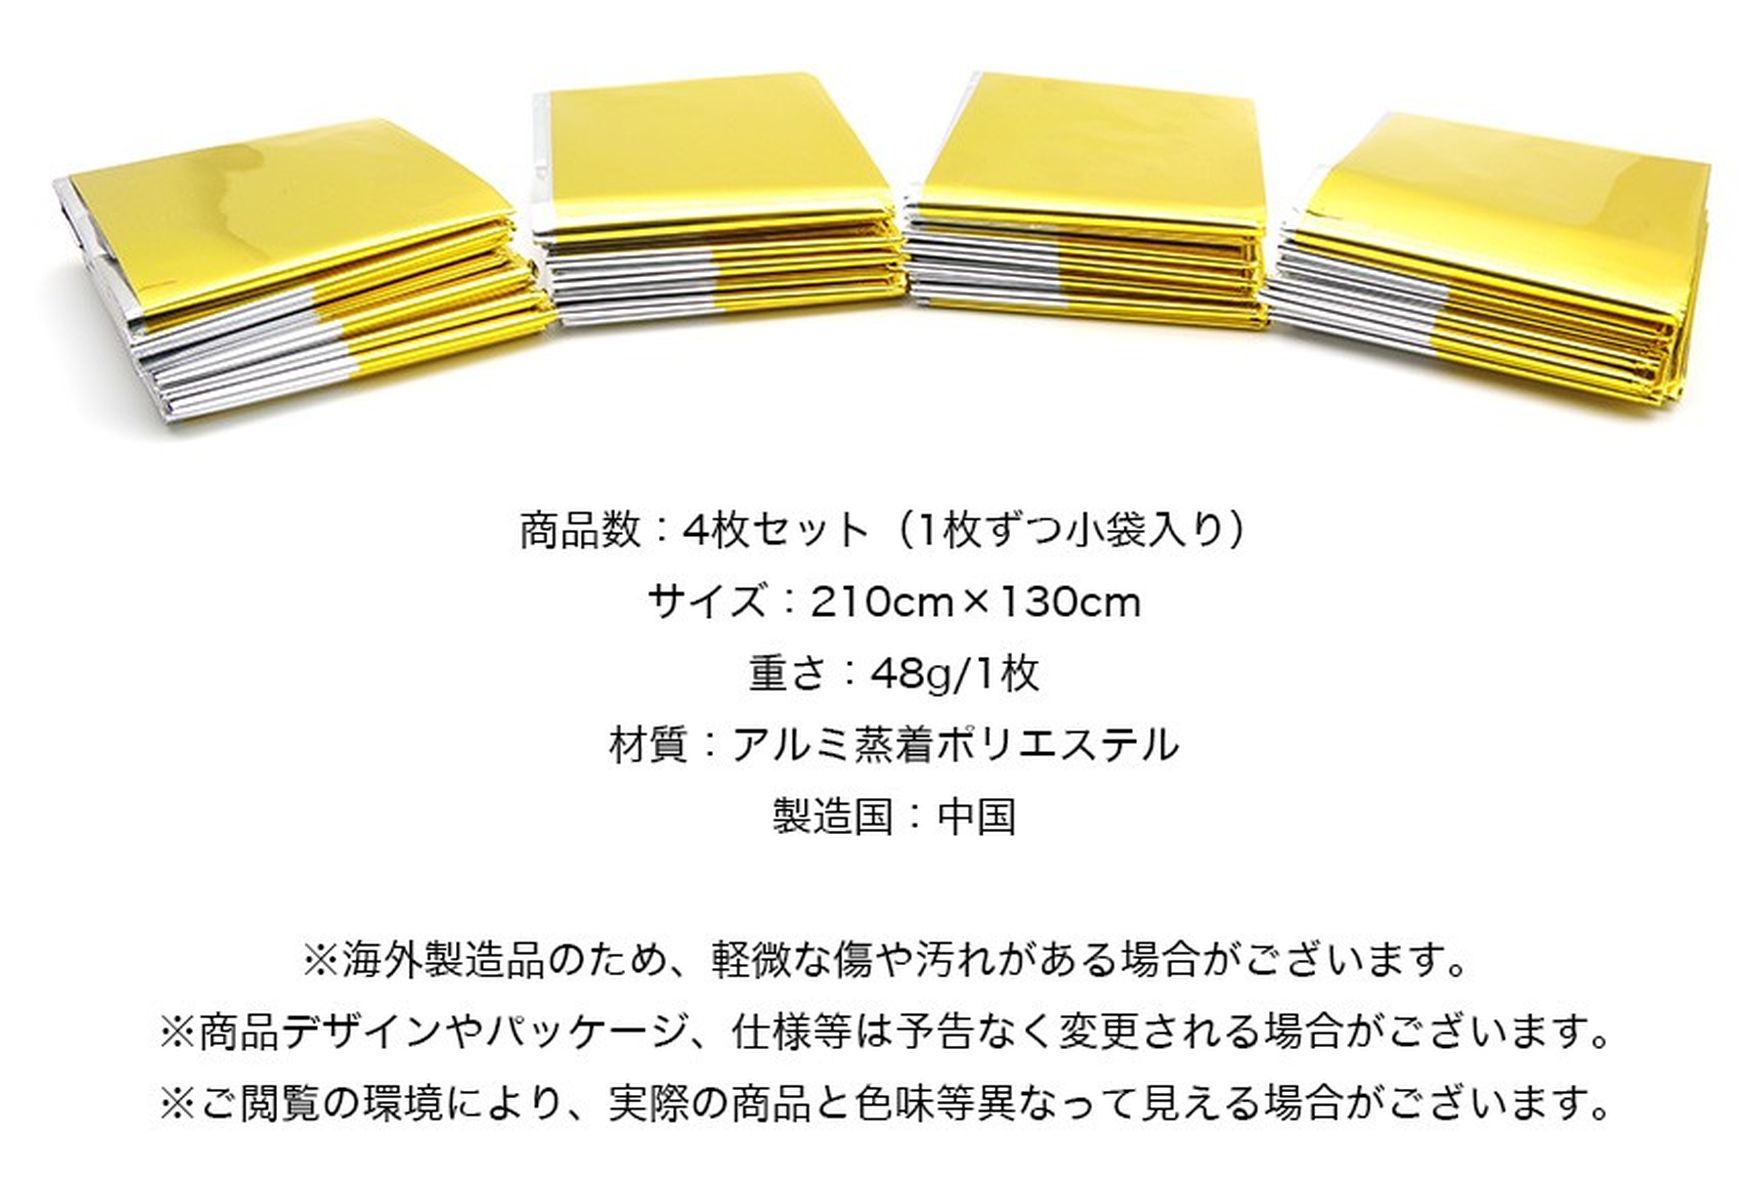 商品数：4枚セット（1枚ずつ小袋入り）
サイズ：210cm×130cm
重さ：48g/1枚
材質：アルミ蒸着ポリエステル
製造国：中国
※海外製造品のため、軽微な傷や汚れがある場合がございます。
※商品デザインやパッケージ、仕様等は予告なく変更される場合がございます。
※ご閲覧の環境により、実際の商品と色味等異なって見える場合がございます。